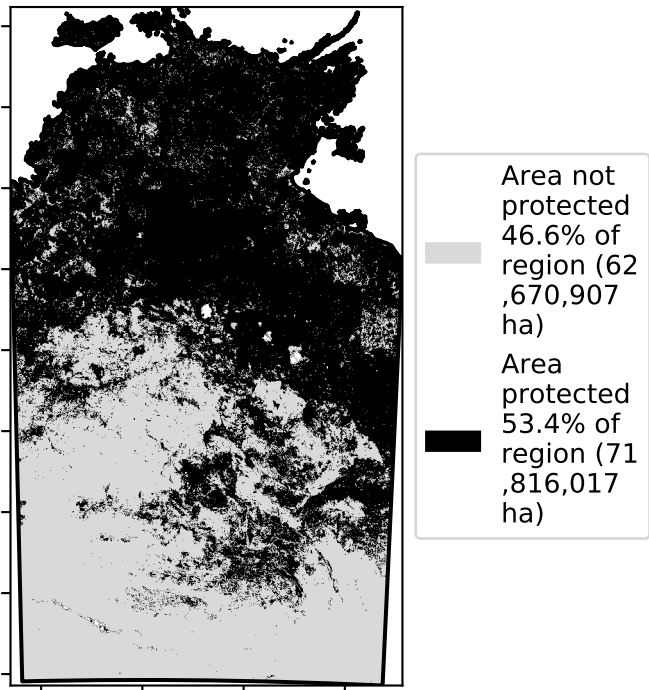 Area not
protected
46.6% of
region (62
,670,907
ha)
Area
protected
53.4% of
region (71
,816,017
ha)